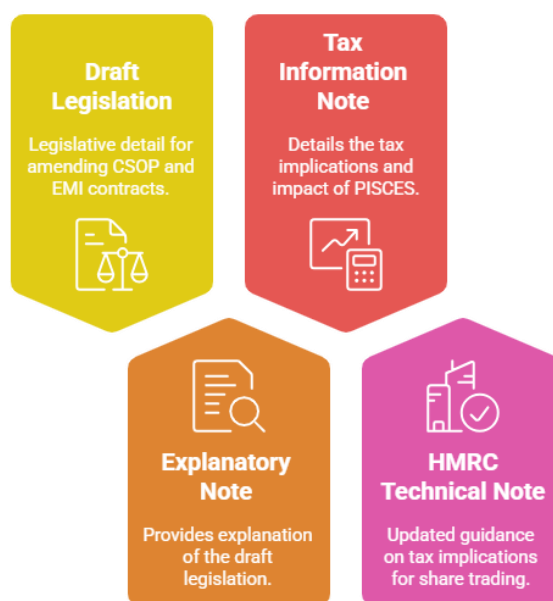 Draft
Legislation
Legislative detail for
amending CSOP and
EMI contracts.
Tax
Information
Note
Details the tax
implications and
impact of PISCES.
Explanatory
Note
Provides explanation
of the draft
legislation.
HMRC
Technical Note
Updated guidance
on tax implications
for share trading.